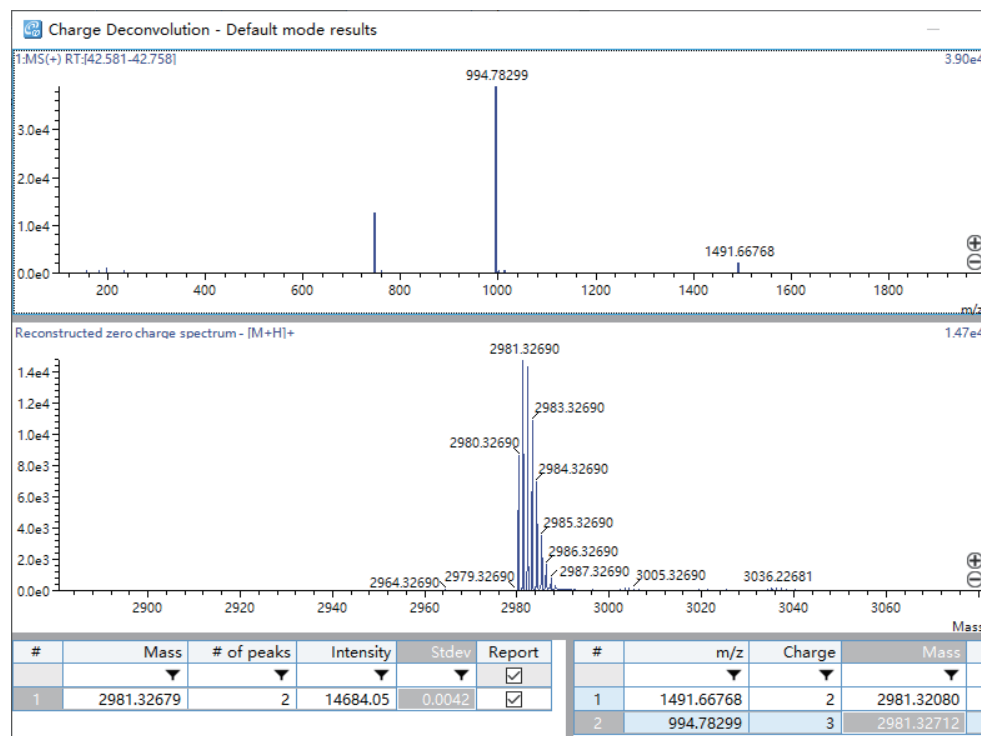 Charge Deconvolution - Default mode results
1:MS(+) RT:[42.581-42.758]
3.90e4
994.78299
3.0e4
2.0e4
1.0e4
1491.66768
0.0e0
200 400 600 800 1000 1200 1400 1600 1800
m/z
Reconstructed zero charge spectrum - [M+H]+
1.47e4
2981.32690
1.4e4
1.2e4
2983.32690
1.0e4
2980.32690
8.0e3
2984.32690
6.0e3
2985.32690
4.0e3
2986.32690
2.0e3
2964.32690 2979.32690 2987.32690 3005.32690 3036.22681
0.0e0
2900 2920 2940 2960 2980 3000 3020 3040 3060
Mass
# Mass # of peaks Intensity Stdev Report
1 2981.32679 2 14684.05 0.0042
# m/z Charge Mass
1 1491.66768 2 2981.32080
2 994.78299 3 2981.32712